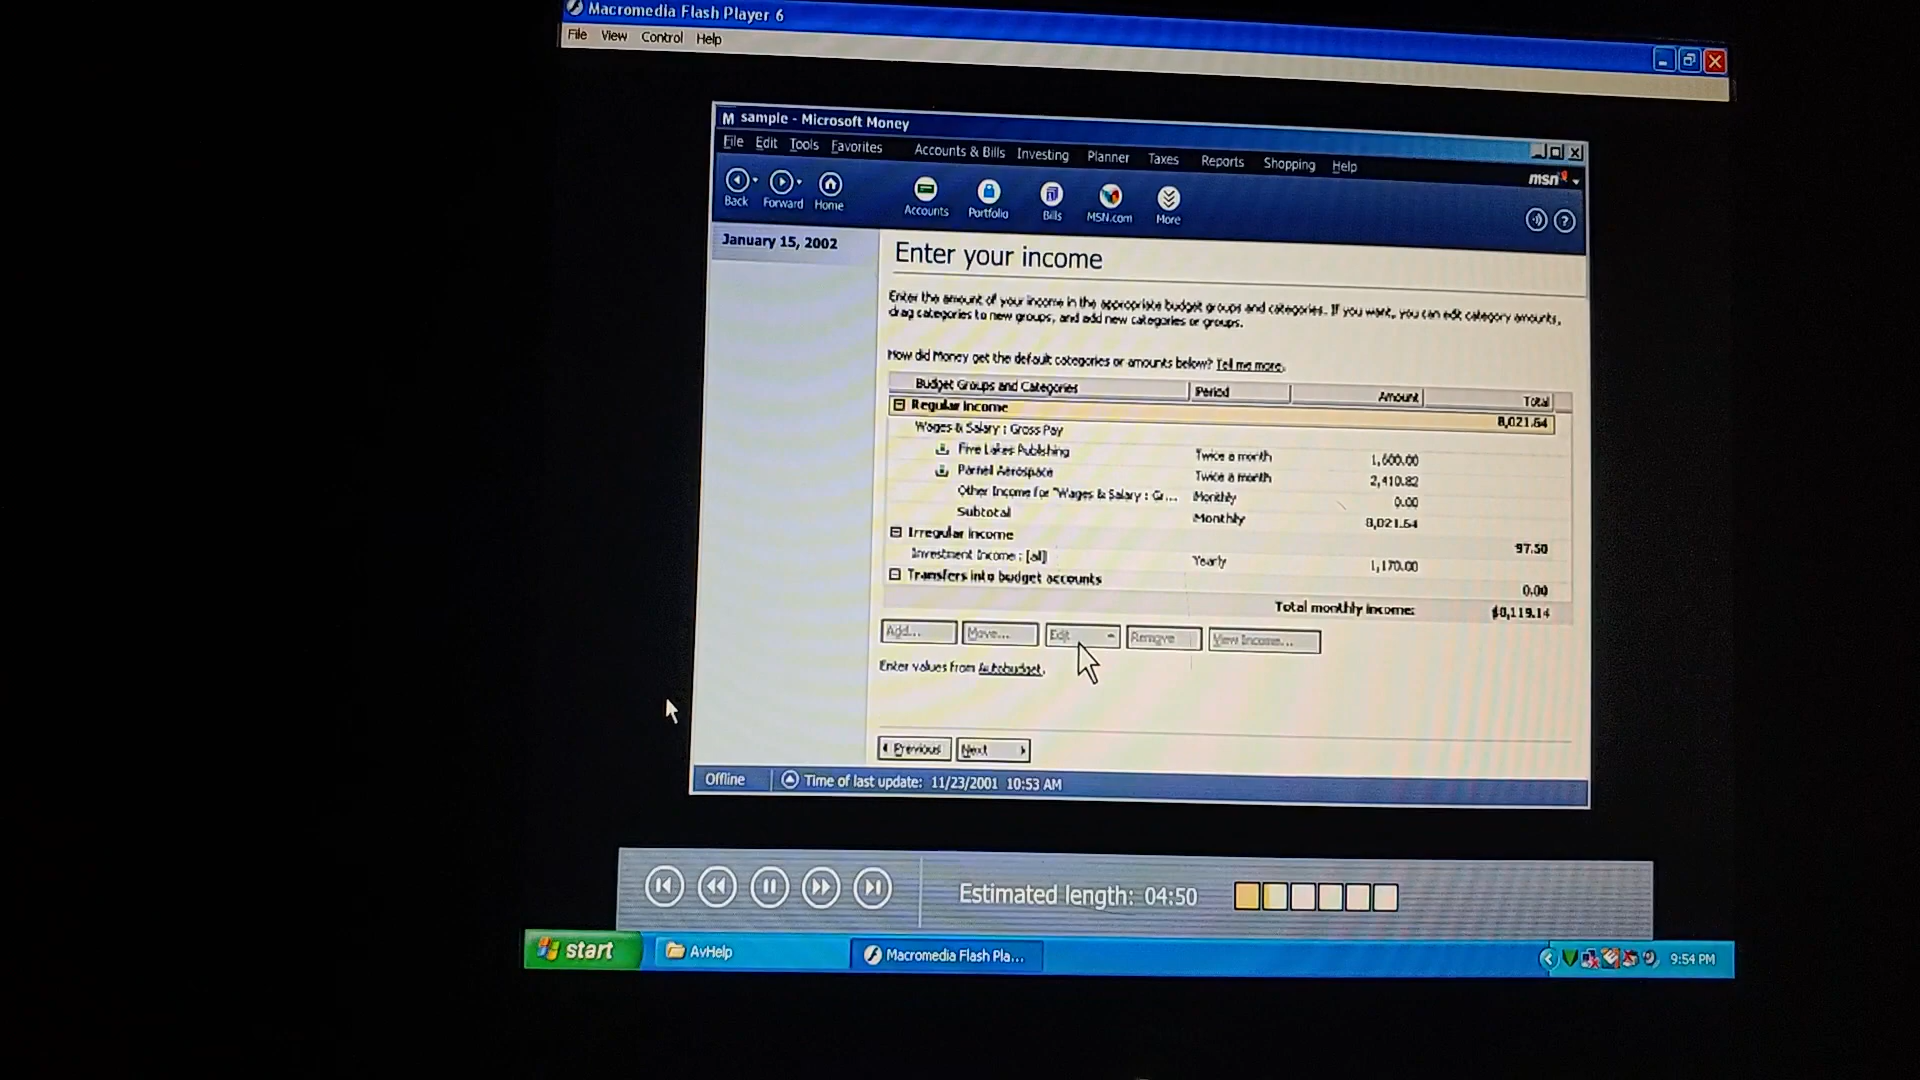 Macromedia Flash Player 6
File View Control Help
sample - Microsoft Money
File Edit Tools Favorites Accounts & Bills Investing Planner Taxes Reports Shopping Help
msn
Back Forward Home Accounts Portfolio Bills MSN.com More
January 15, 2002
Enter your income
Enter the amount of your income in the appropriate budget groups and categories. If you want, you can edit category amounts,
drag categories to new groups, and add new categories or groups.
How did Money get the default categories or amounts below? Tell me more.
Budget Groups and Categories Period Amount Total
Regular income 8,021.64
Wages & Salary : Gross Pay
Five Lakes Publishing Twice a month 1,600.00
Parnell Aerospace Twice a month 2,410.82
Other Income for "Wages & Salary : Gr... Monthly 0.00
Subtotal Monthly 8,021.64
Irregular income 97.50
Investment Income : [all] Yearly 1,170.00
Transfers into budget accounts 0.00
Total monthly income: $8,119.14
Add... Move... Edit Remove View Income...
Enter values from Autobudget.
Previous Next
Offline Time of last update: 11/23/2001 10:53 AM
Estimated length: 04:50
start AvHelp Macromedia Flash Pla... 9:54 PM